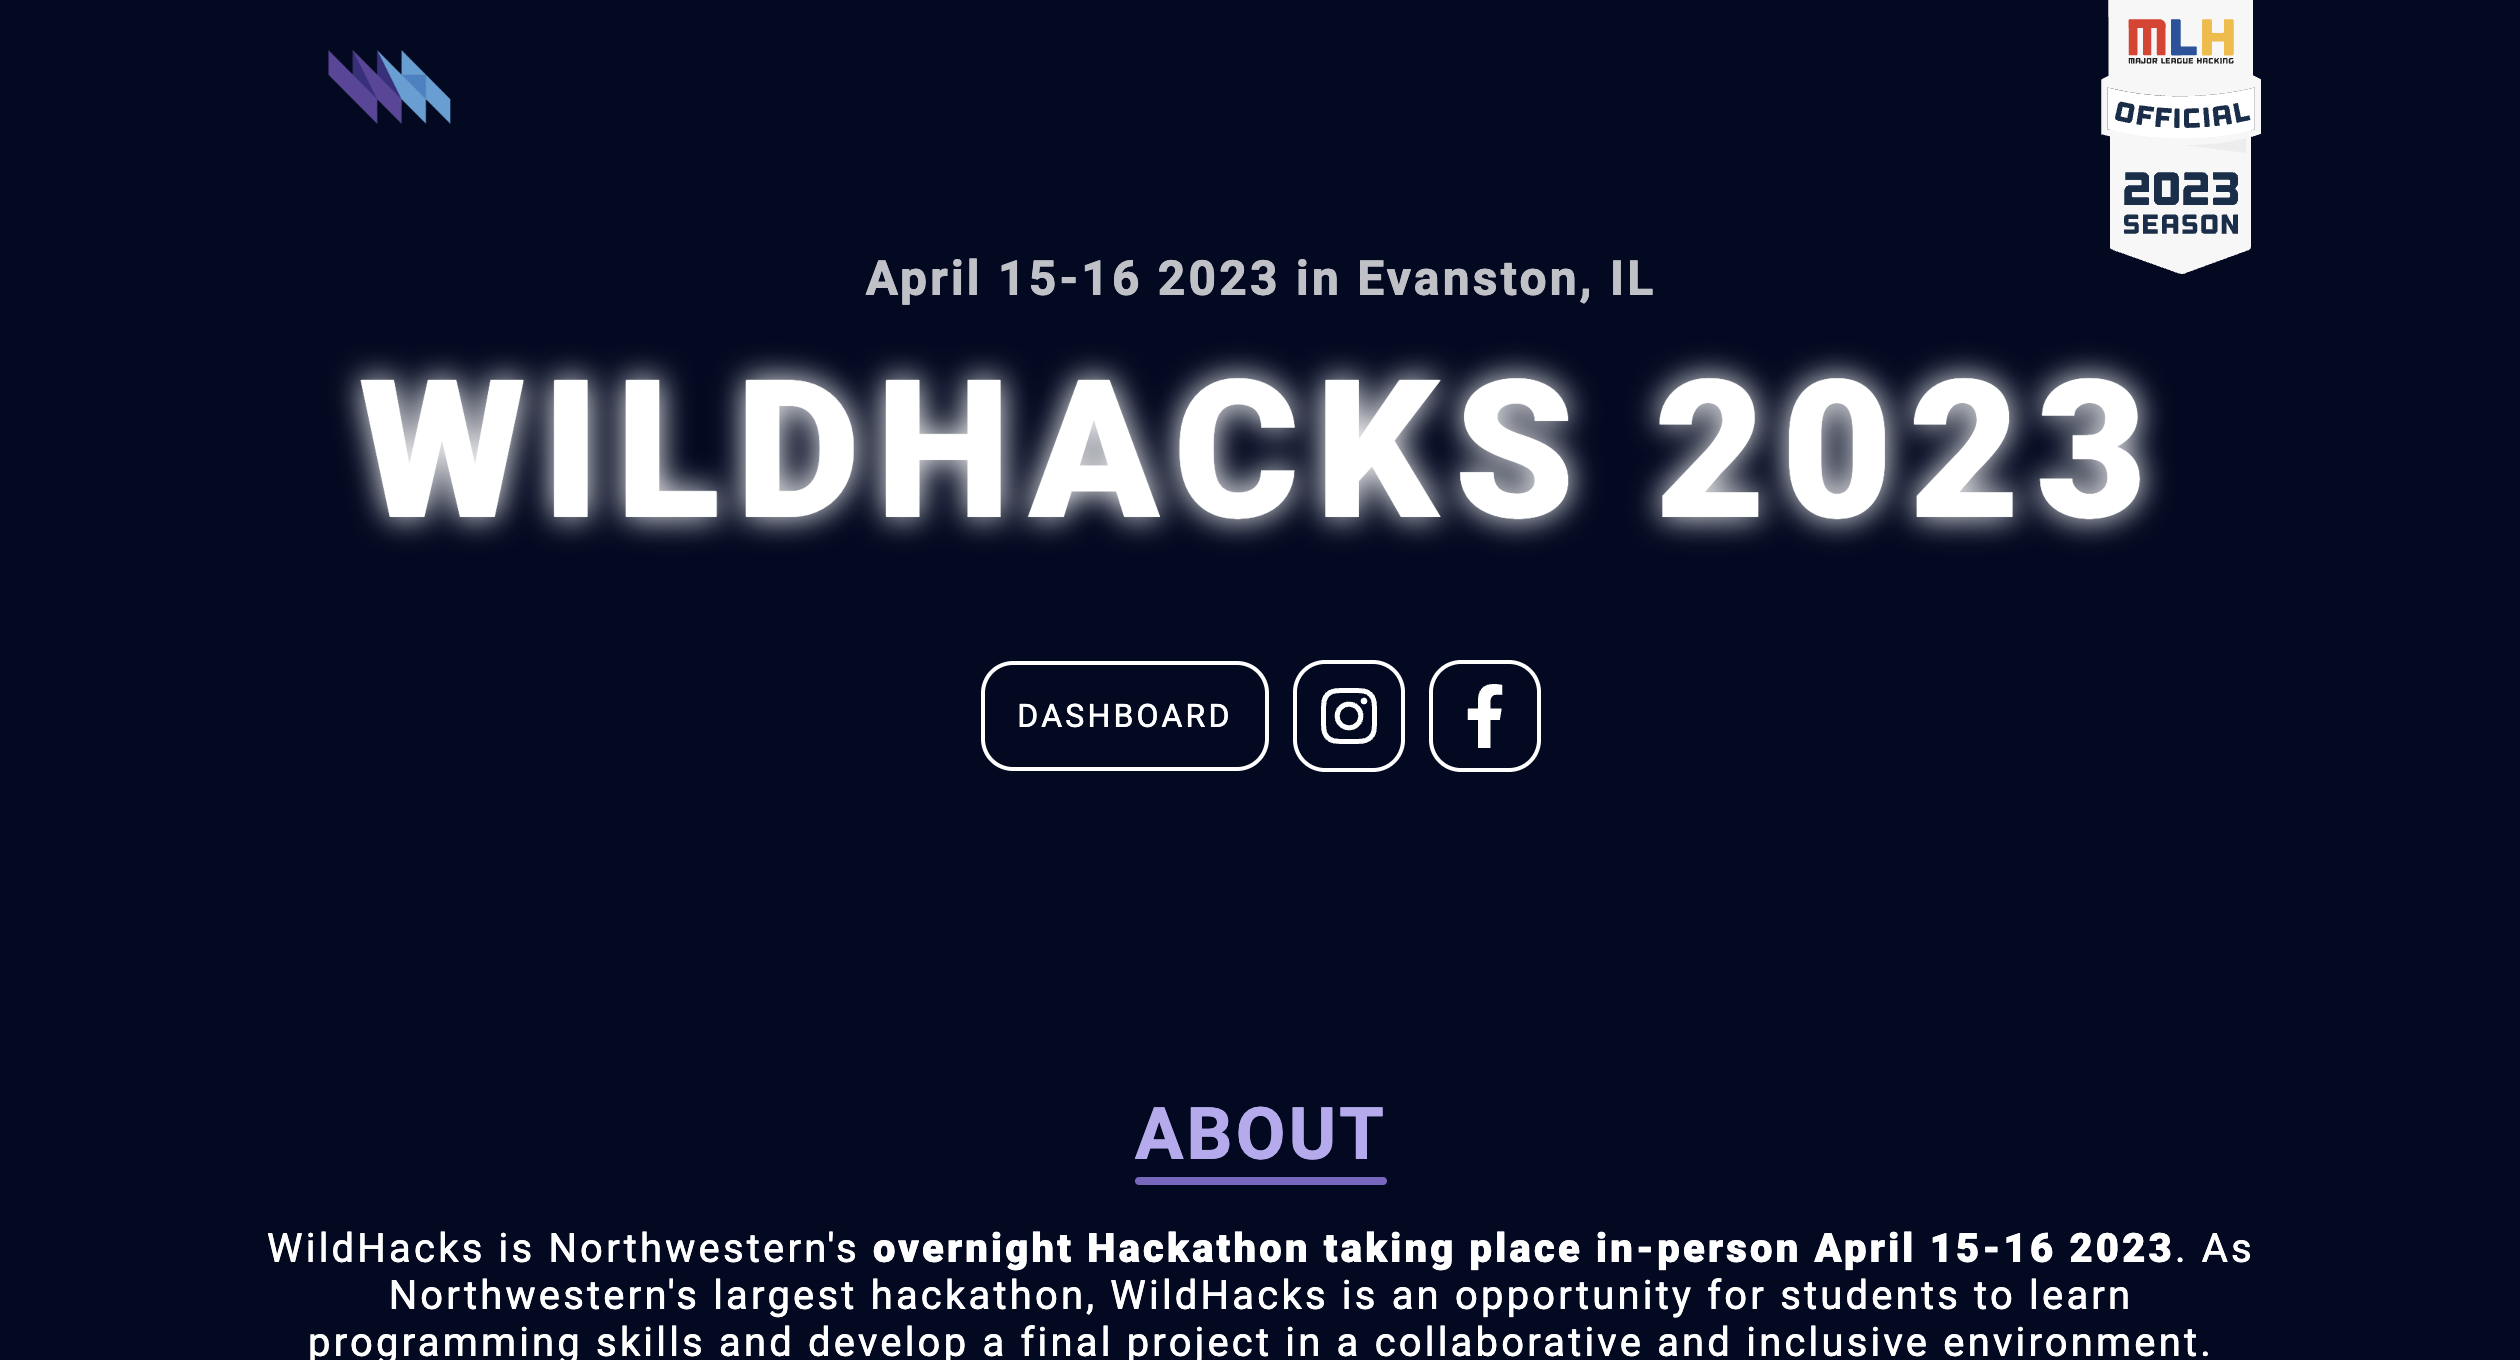 MLH
MAJOR LEAGUE HACKING
OFFICIAL
2023
SEASON
April 15-16 2023 in Evanston, IL
WILDHACKS 2023
DASHBOARD
ABOUT
WildHacks is Northwestern's overnight Hackathon taking place in-person April 15-16 2023. As
Northwestern's largest hackathon, WildHacks is an opportunity for students to learn
programming skills and develop a final project in a collaborative and inclusive environment.